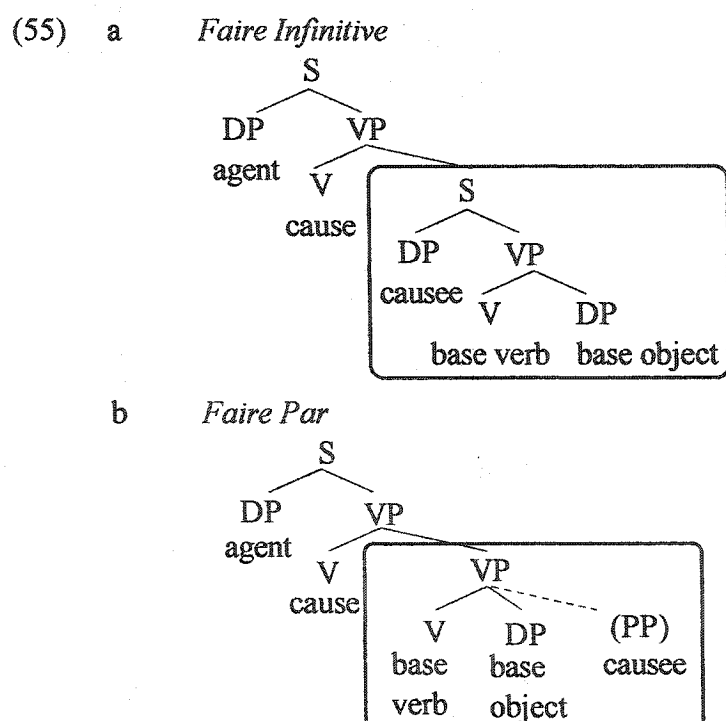 (55) a Faire Infinitive
S
DP VP
agent V S
cause DP VP
causee V DP
base verb base object
b Faire Par
S
DP VP
agent V VP
cause V DP (PP)
base base causee
verb object